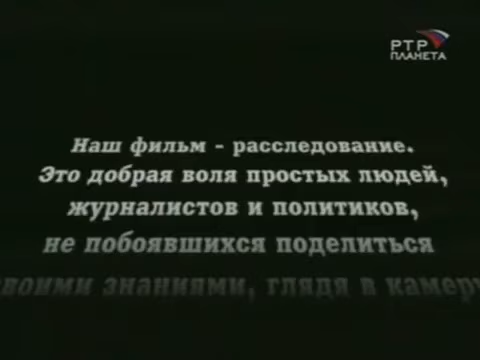 РТР
ПЛАНЕТА
Наш фильм - расследование.
Это добрая воля простых людей,
журналистов и политиков,
не побоявшихся поделиться
своими знаниями, глядя в камеру